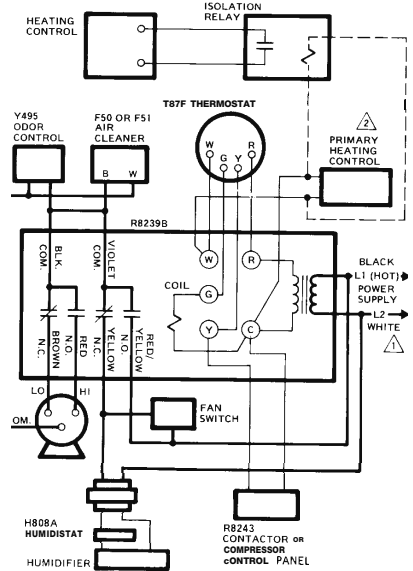 ISOLATION
RELAY
HEATING
CONTROL
T87F THERMOSTAT
Y495
ODOR
CONTROL
F50 OR F51
AIR
CLEANER
W
G
Y
R
2
PRIMARY
HEATING
CONTROL
B
W
R8239B
BLK.
COM.
VIOLET
COM.
W
R
BLACK
L1 (HOT)
POWER
SUPPLY
L2
WHITE
1
COIL
G
Y
C
N.C.
BROWN
N.O.
RED
N.C.
YELLOW
N.O.
RED/
YELLOW
LO
HI
OM.
FAN
SWITCH
H808A
HUMIDISTAT
HUMIDIFIER
R8243
CONTACTOR OR
COMPRESSOR
cONTROL PANEL